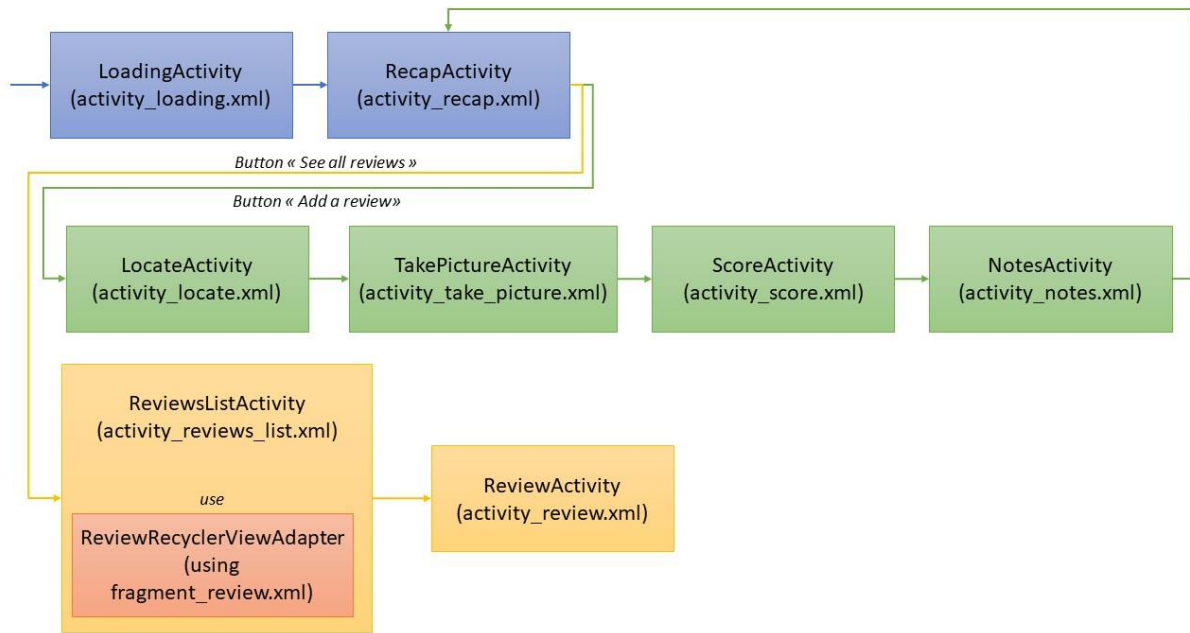 LoadingActivity
(activity_loading.xml)
RecapActivity
(activity_recap.xml)
Button « See all reviews »
Button « Add a review»
LocateActivity
(activity_locate.xml)
TakePictureActivity
(activity_take_picture.xml)
ScoreActivity
(activity_score.xml)
NotesActivity
(activity_notes.xml)
ReviewsListActivity
(activity_reviews_list.xml)
use
ReviewRecyclerViewAdapter
(using
fragment_review.xml)
ReviewActivity
(activity_review.xml)